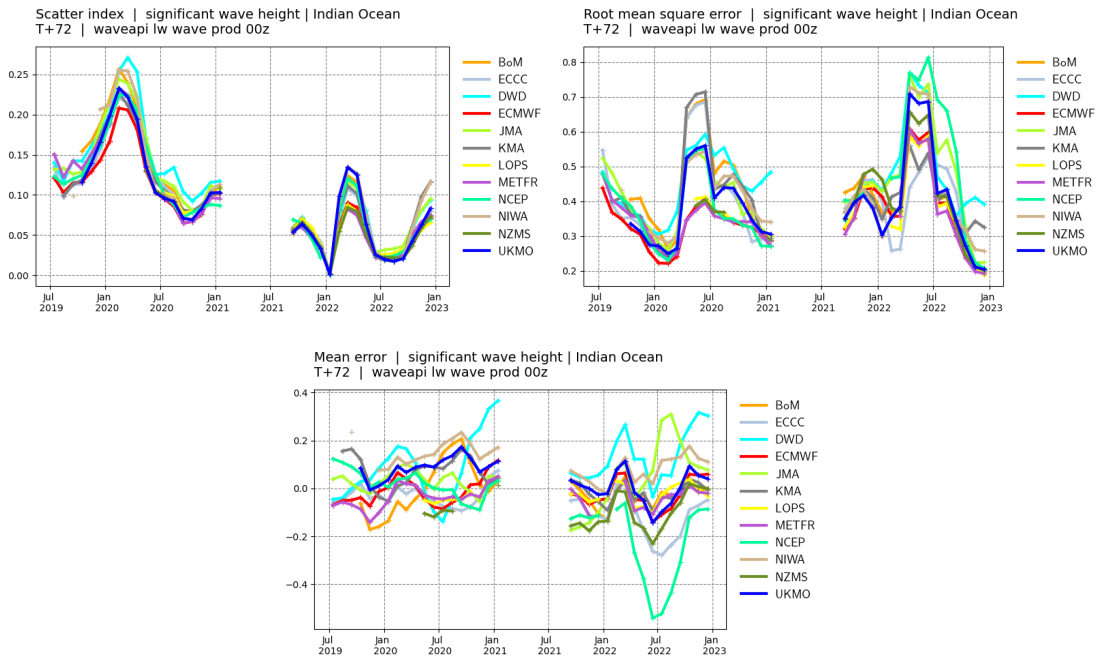 Scatter index | significant wave height | Indian Ocean
T+72 | waveapi lw wave prod 00z
0.25
0.20
0.15
0.10
0.05
0.00
Jul
2019
Jan
2020
Jul
2020
Jan
2021
Jul
2021
Jan
2022
Jul
2022
Jan
2023
BoM
ECCC
DWD
ECMWF
JMA
KMA
LOPS
METFR
NCEP
NIWA
NZMS
UKMO
Root mean square error | significant wave height | Indian Ocean
T+72 | waveapi lw wave prod 00z
0.8
0.7
0.6
0.5
0.4
0.3
0.2
Jul
2019
Jan
2020
Jul
2020
Jan
2021
Jul
2021
Jan
2022
Jul
2022
Jan
2023
BoM
ECCC
DWD
ECMWF
JMA
KMA
LOPS
METFR
NCEP
NIWA
NZMS
UKMO
Mean error | significant wave height | Indian Ocean
T+72 | waveapi lw wave prod 00z
0.4
0.2
0.0
−0.2
−0.4
Jul
2019
Jan
2020
Jul
2020
Jan
2021
Jul
2021
Jan
2022
Jul
2022
Jan
2023
BoM
ECCC
DWD
ECMWF
JMA
KMA
LOPS
METFR
NCEP
NIWA
NZMS
UKMO